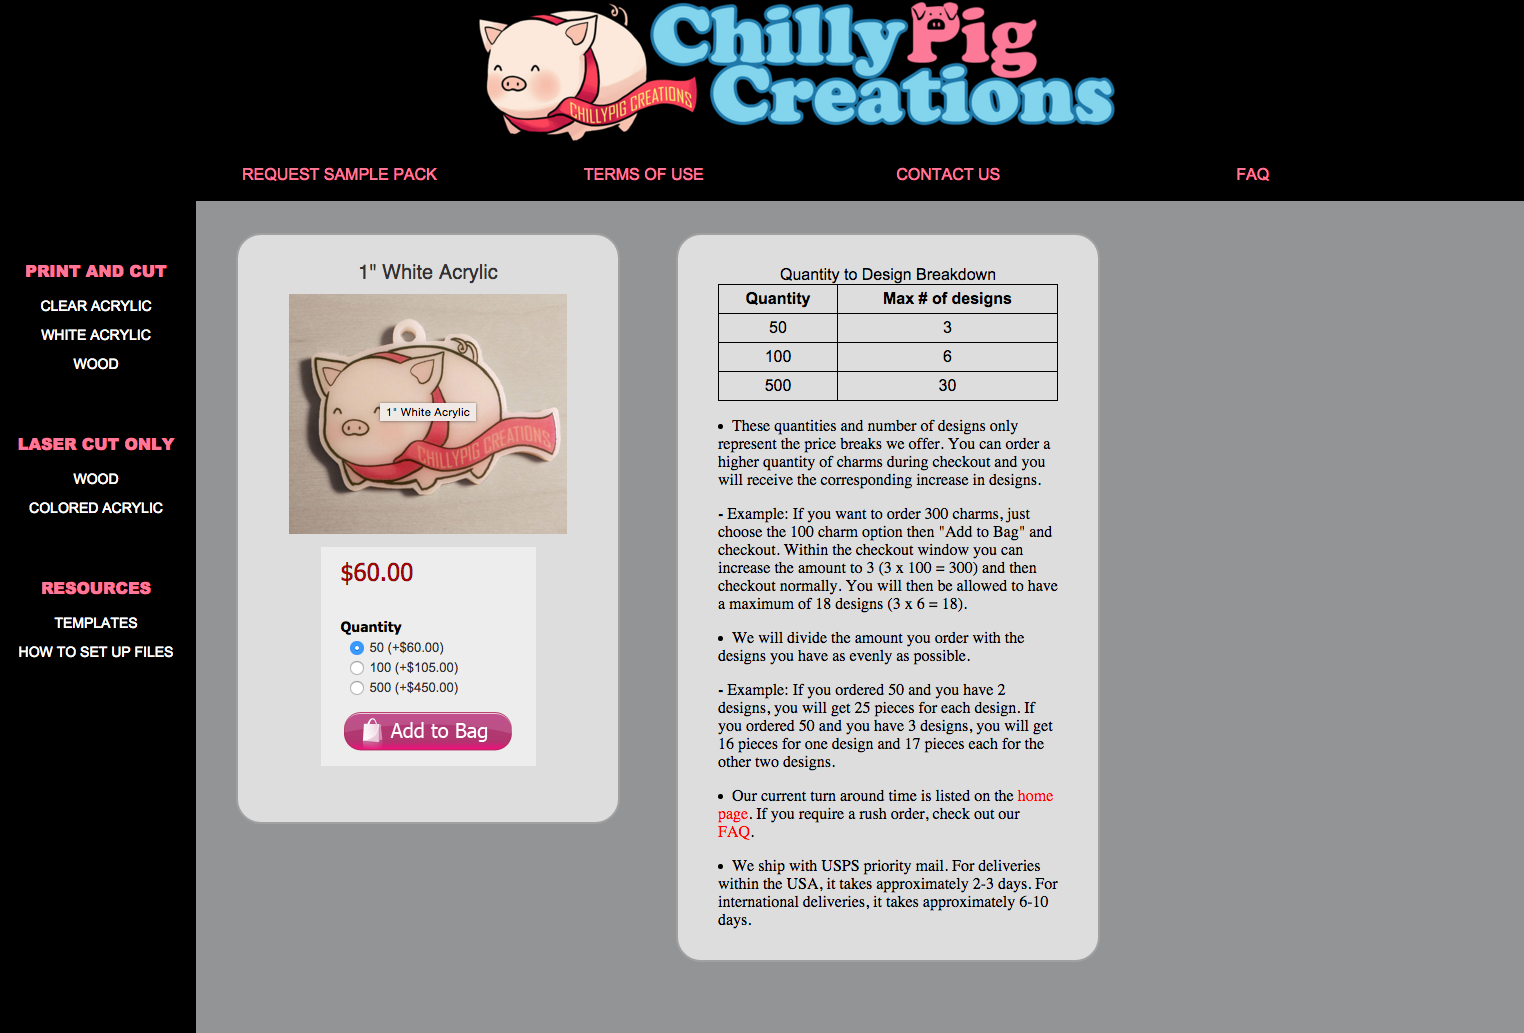 ChillyPig
Creations
CHILLYPIG CREATIONS
REQUEST SAMPLE PACK
TERMS OF USE
CONTACT US
FAQ
PRINT AND CUT
CLEAR ACRYLIC
WHITE ACRYLIC
WOOD
LASER CUT ONLY
WOOD
COLORED ACRYLIC
RESOURCES
TEMPLATES
HOW TO SET UP FILES
1" White Acrylic
1" White Acrylic
CHILLYPIG CREATIONS
$60.00
Quantity
50 (+$60.00)
100 (+$105.00)
500 (+$450.00)
Add to Bag
Quantity to Design Breakdown
Quantity Max # of designs
50 3
100 6
500 30
• These quantities and number of designs only
represent the price breaks we offer. You can order a
higher quantity of charms during checkout and you
will receive the corresponding increase in designs.
- Example: If you want to order 300 charms, just
choose the 100 charm option then "Add to Bag" and
checkout. Within the checkout window you can
increase the amount to 3 (3 x 100 = 300) and then
checkout normally. You will then be allowed to have
a maximum of 18 designs (3 x 6 = 18).
• We will divide the amount you order with the
designs you have as evenly as possible.
- Example: If you ordered 50 and you have 2
designs, you will get 25 pieces for each design. If
you ordered 50 and you have 3 designs, you will get
16 pieces for one design and 17 pieces each for the
other two designs.
• Our current turn around time is listed on the home
page. If you require a rush order, check out our
FAQ.
• We ship with USPS priority mail. For deliveries
within the USA, it takes approximately 2-3 days. For
international deliveries, it takes approximately 6-10
days.